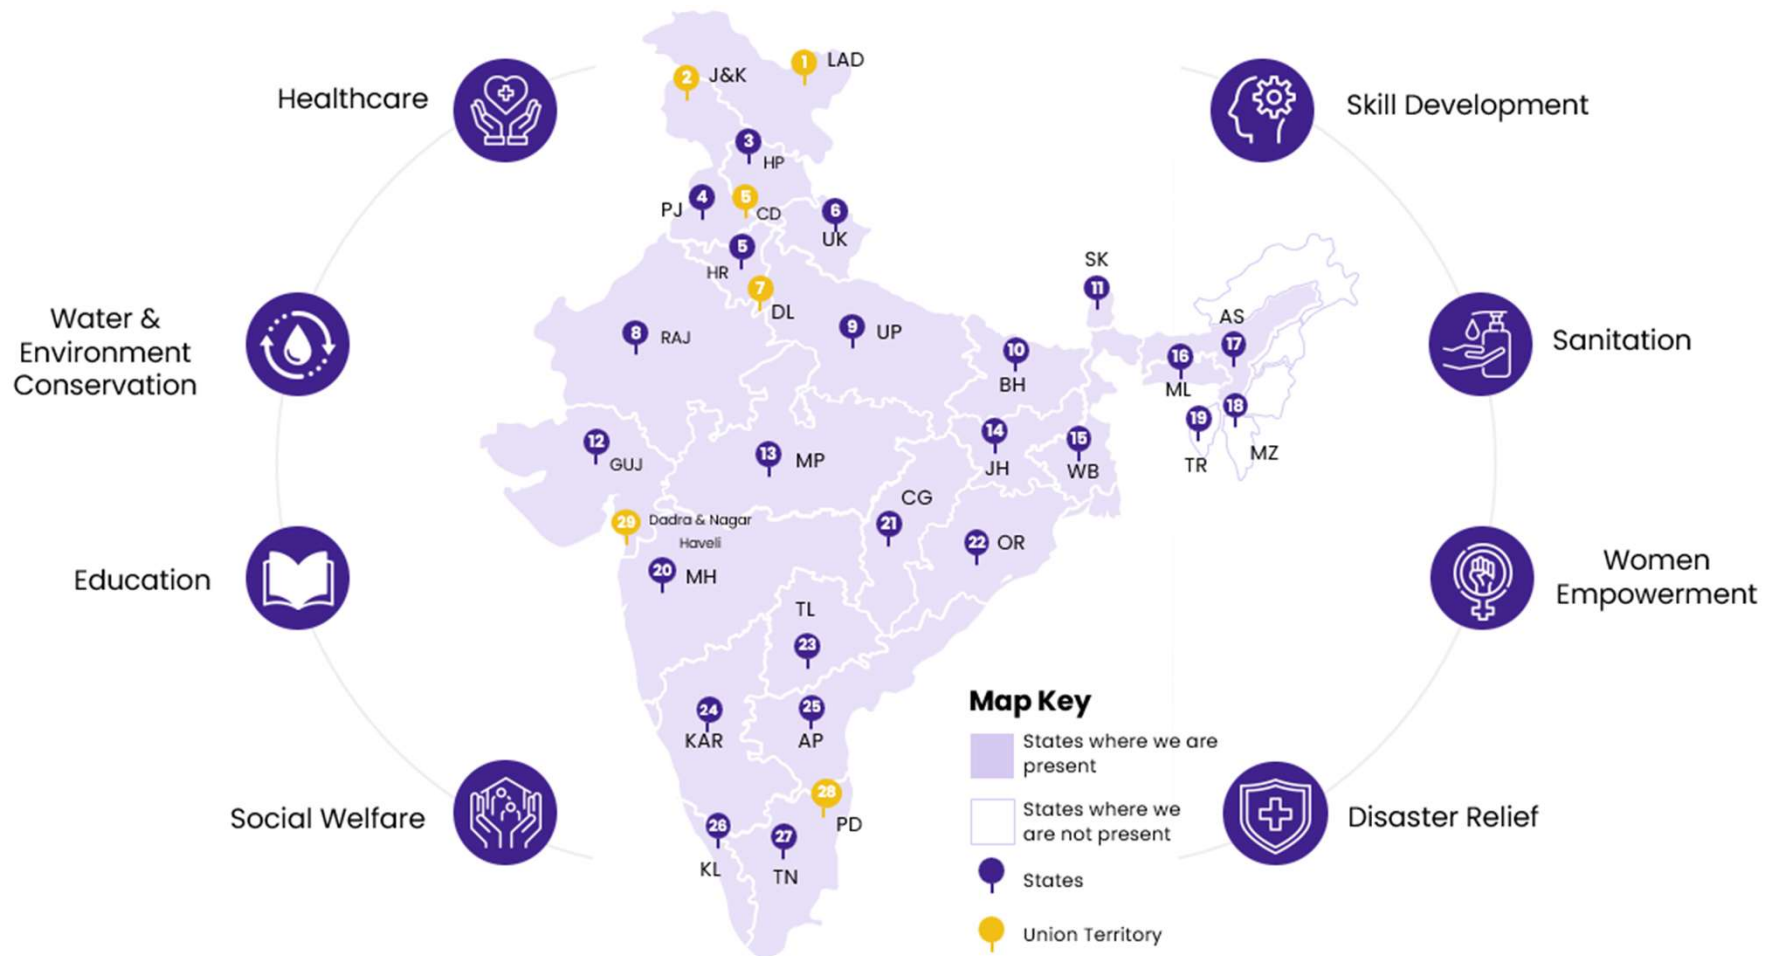 Healthcare
Water &
Environment
Conservation
Education
Social Welfare
1 LAD
2 J&K
3
HP
4
PJ
5
CD
6
UK
5
HR
7
DL
8 RAJ
9 UP
10
BH
SK
11
12
GUJ
13 MP
14
JH
15
WB
16
ML
AS
17
18
MZ
19
TR
29 Dadra & Nagar
Haveli
20 MH
CG
21
22 OR
TL
23
24
KAR
25
AP
28
PD
26
KL
27
TN
Map Key
States where we are
present
States where we
are not present
States
Union Territory
Skill Development
Sanitation
Women
Empowerment
Disaster Relief